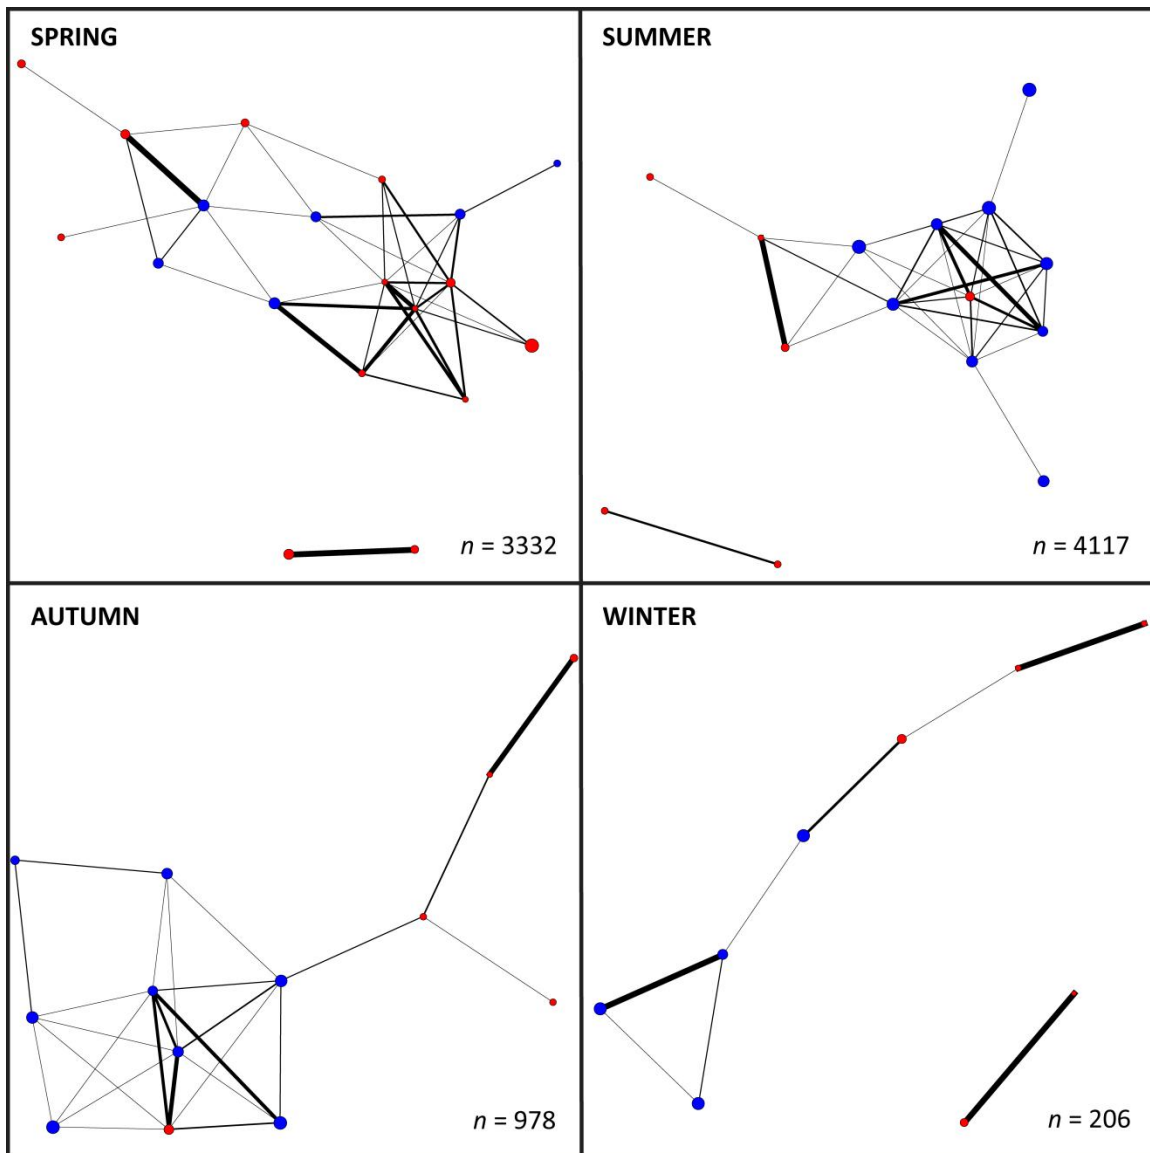 SPRING
n = 3332
SUMMER
n = 4117
AUTUMN
n = 978
WINTER
n = 206